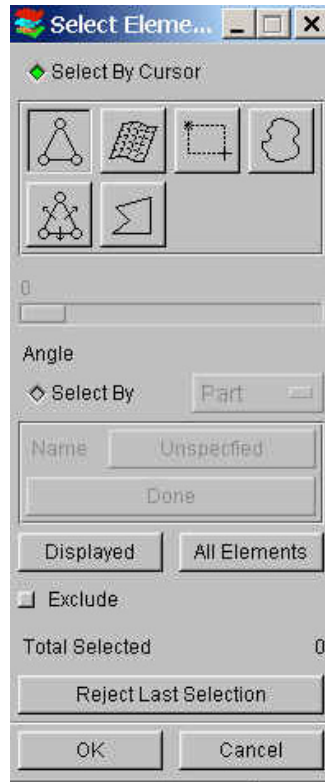 Select Eleme...
Select By Cursor
0
Angle
Select By Part
Name Unspecfied
Done
Displayed All Elements
Exclude
Total Selected 0
Reject Last Selection
OK Cancel